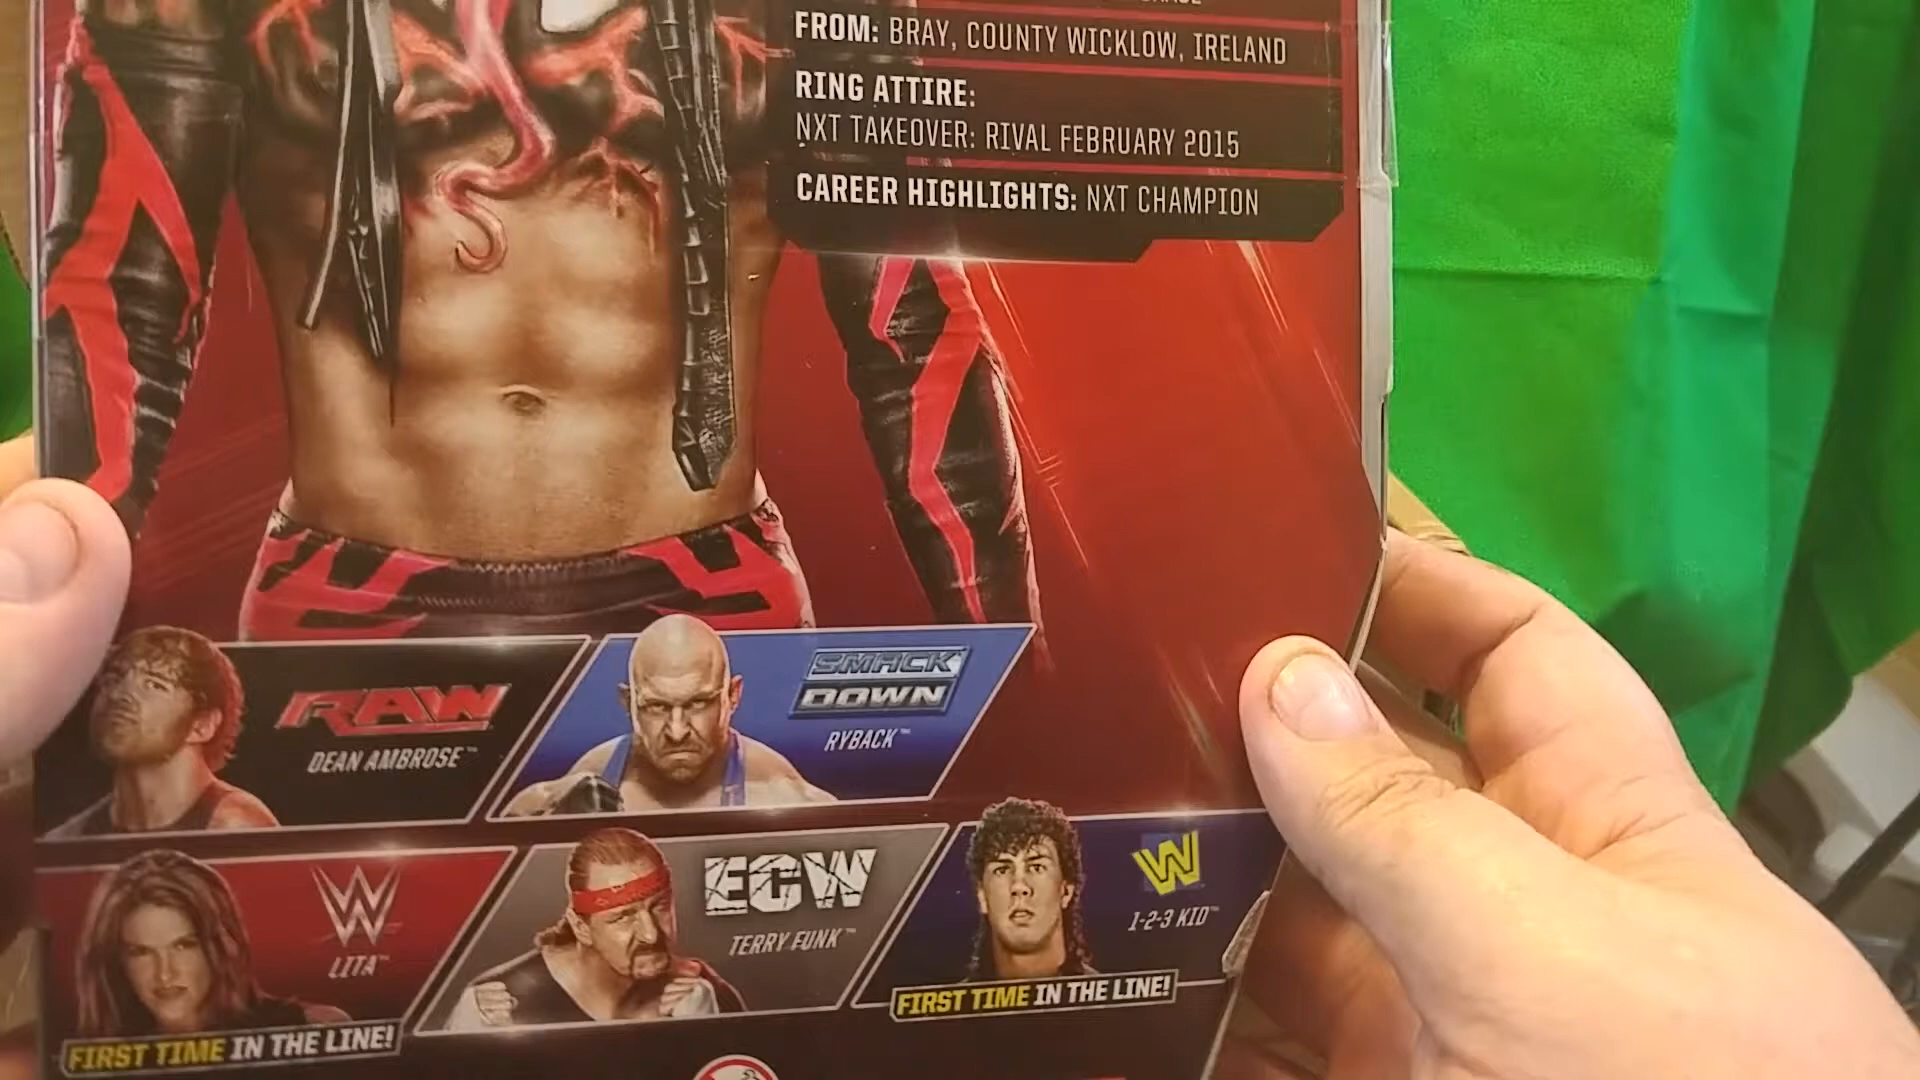 FROM: BRAY, COUNTY WICKLOW, IRELAND
RING ATTIRE:
NXT TAKEOVER: RIVAL FEBRUARY 2015
CAREER HIGHLIGHTS: NXT CHAMPION
RAW
DEAN AMBROSE™
SMACK
DOWN
RYBACK™
W
LITA™
FIRST TIME IN THE LINE!
ECW
TERRY FUNK™
W
1-2-3 KID™
FIRST TIME IN THE LINE!